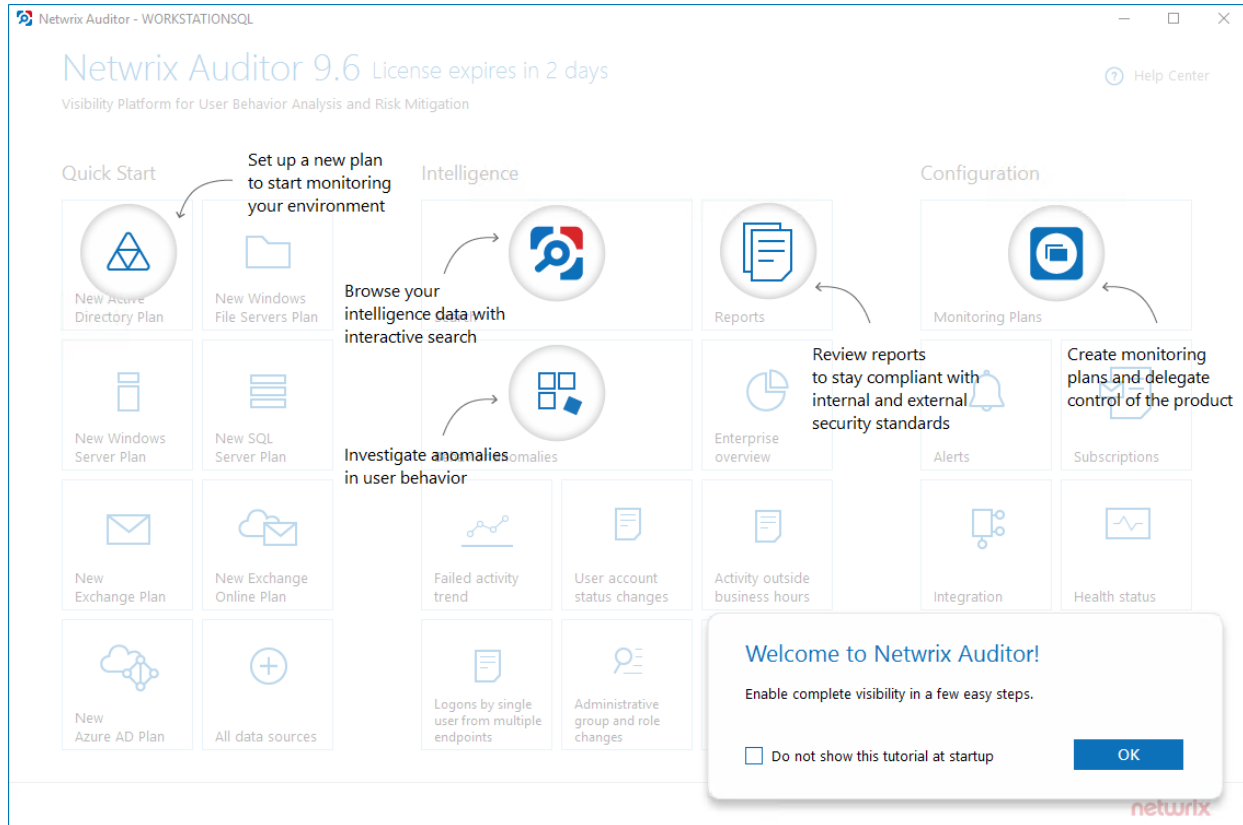 Netwrix Auditor - WORKSTATIONSQL
Netwrix Auditor 9.6 License expires in 2 days
Help Center
Visibility Platform for User Behavior Analysis and Risk Mitigation
Quick Start
Set up a new plan
to start monitoring
your environment
New Active
Directory Plan
New Windows
File Servers Plan
New Windows
Server Plan
New SQL
Server Plan
New
Exchange Plan
New Exchange
Online Plan
New
Azure AD Plan
All data sources
Intelligence
Browse your
intelligence data with
interactive search
Search
Reports
Review reports
to stay compliant with
internal and external
security standards
Investigate anomalies
in user behavior
Behavior anomalies
Enterprise
overview
Failed activity
trend
User account
status changes
Activity outside
business hours
Logons by single
user from multiple
endpoints
Administrative
group and role
changes
Configuration
Monitoring Plans
Create monitoring
plans and delegate
control of the product
Alerts
Subscriptions
Integration
Health status
Welcome to Netwrix Auditor!
Enable complete visibility in a few easy steps.
Do not show this tutorial at startup
OK
netwrix